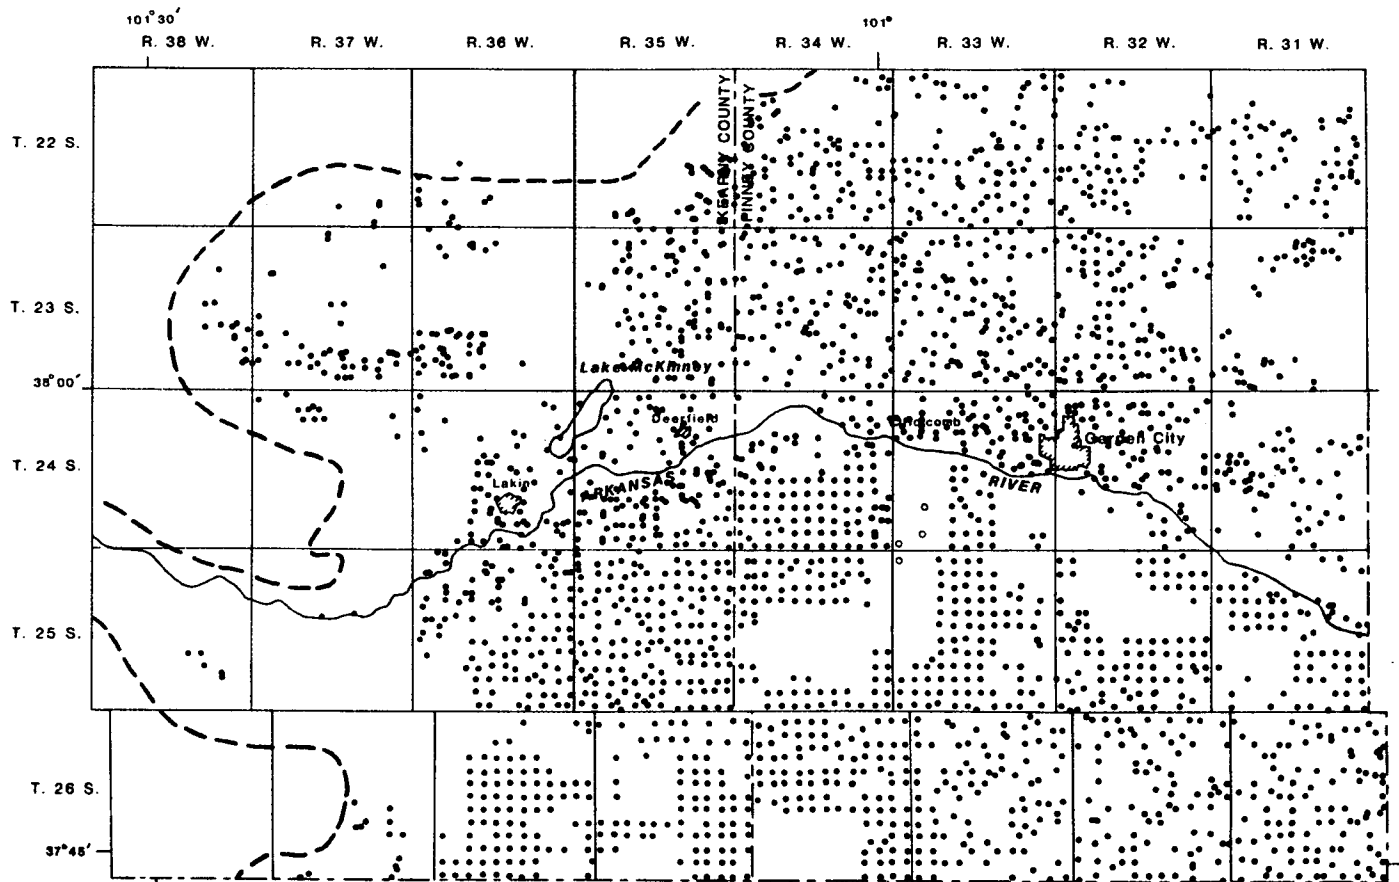 101°30'
101°
R. 38 W.
R. 37 W.
R. 36 W.
R. 35 W.
R. 34 W.
R. 33 W.
R. 32 W.
R. 31 W.
KEARNY COUNTY
FINNEY COUNTY
T. 22 S.
T. 23 S.
38°00'
Lake McKinney
Deerfield
Holcomb
Garden City
T. 24 S.
Lakin
ARKANSAS
RIVER
T. 25 S.
T. 26 S.
37°45'